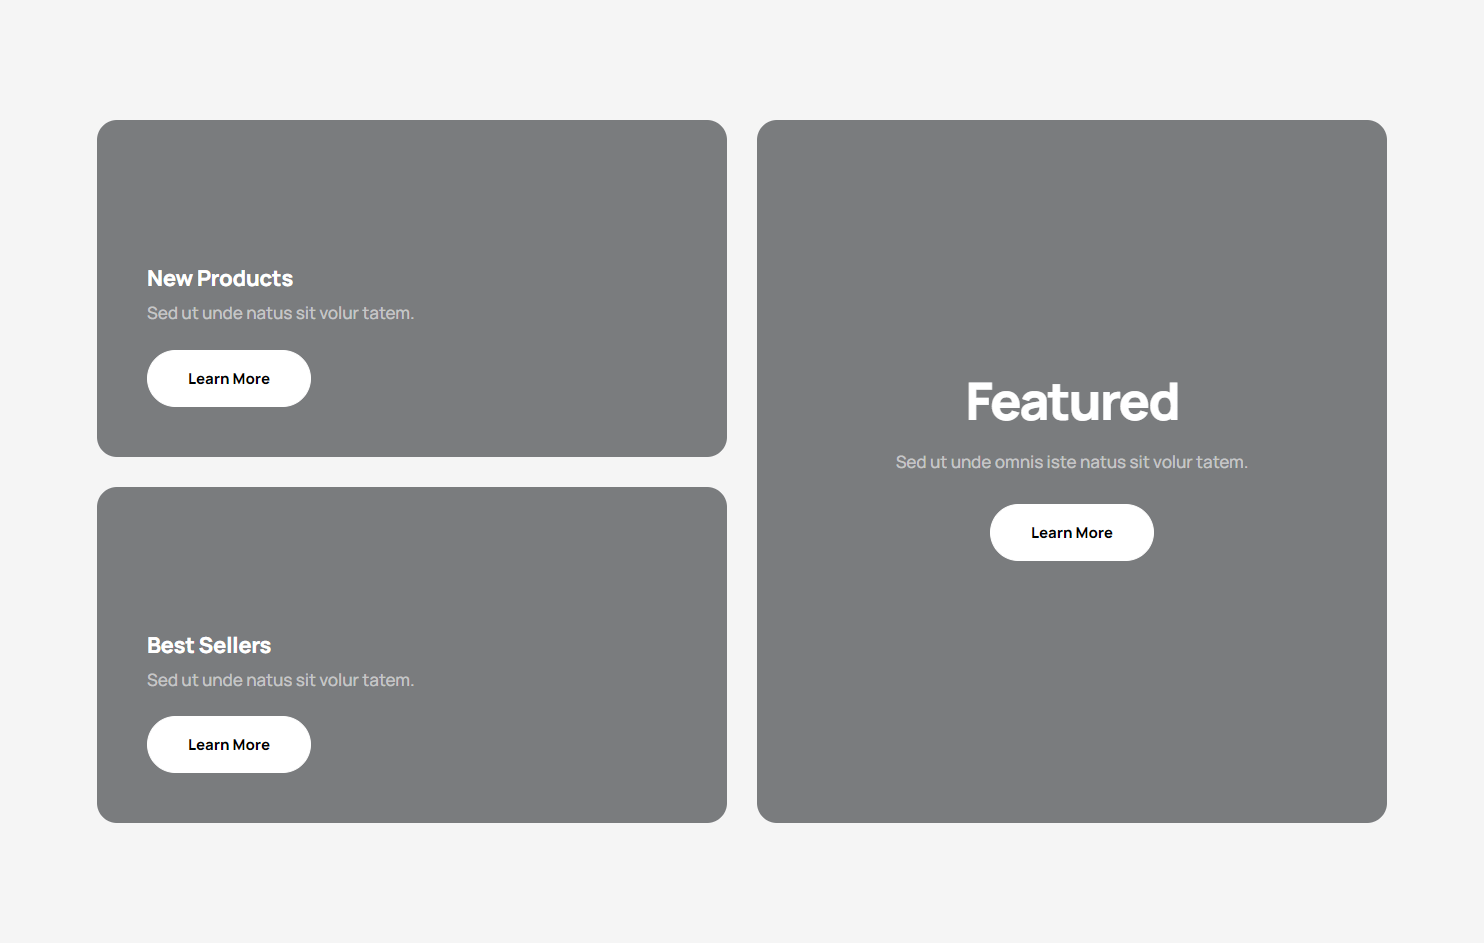 New Products
Sed ut unde natus sit volur tatem.
Learn More
Best Sellers
Sed ut unde natus sit volur tatem.
Learn More
Featured
Sed ut unde omnis iste natus sit volur tatem.
Learn More